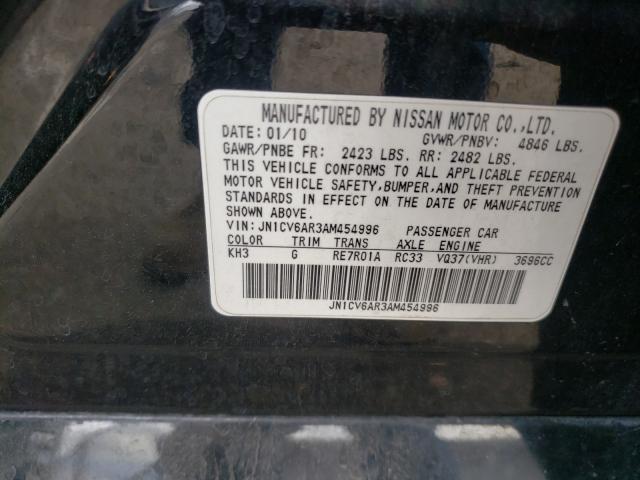 MANUFACTURED BY NISSAN MOTOR CO.,LTD.
DATE: 01/10 GVWR/PNBV: 4846 LBS.
GAWR/PNBE FR: 2423 LBS. RR: 2482 LBS.
THIS VEHICLE CONFORMS TO ALL APPLICABLE FEDERAL
MOTOR VEHICLE SAFETY,BUMPER,AND THEFT PREVENTION
STANDARDS IN EFFECT ON THE DATE OF MANUFACTURE
SHOWN ABOVE.
VIN: JN1CV6AR3AM454996 PASSENGER CAR
COLOR TRIM TRANS AXLE ENGINE
KH3 G RE7R01A RC33 VQ37(VHR) 3696CC
JN1CV6AR3AM454996